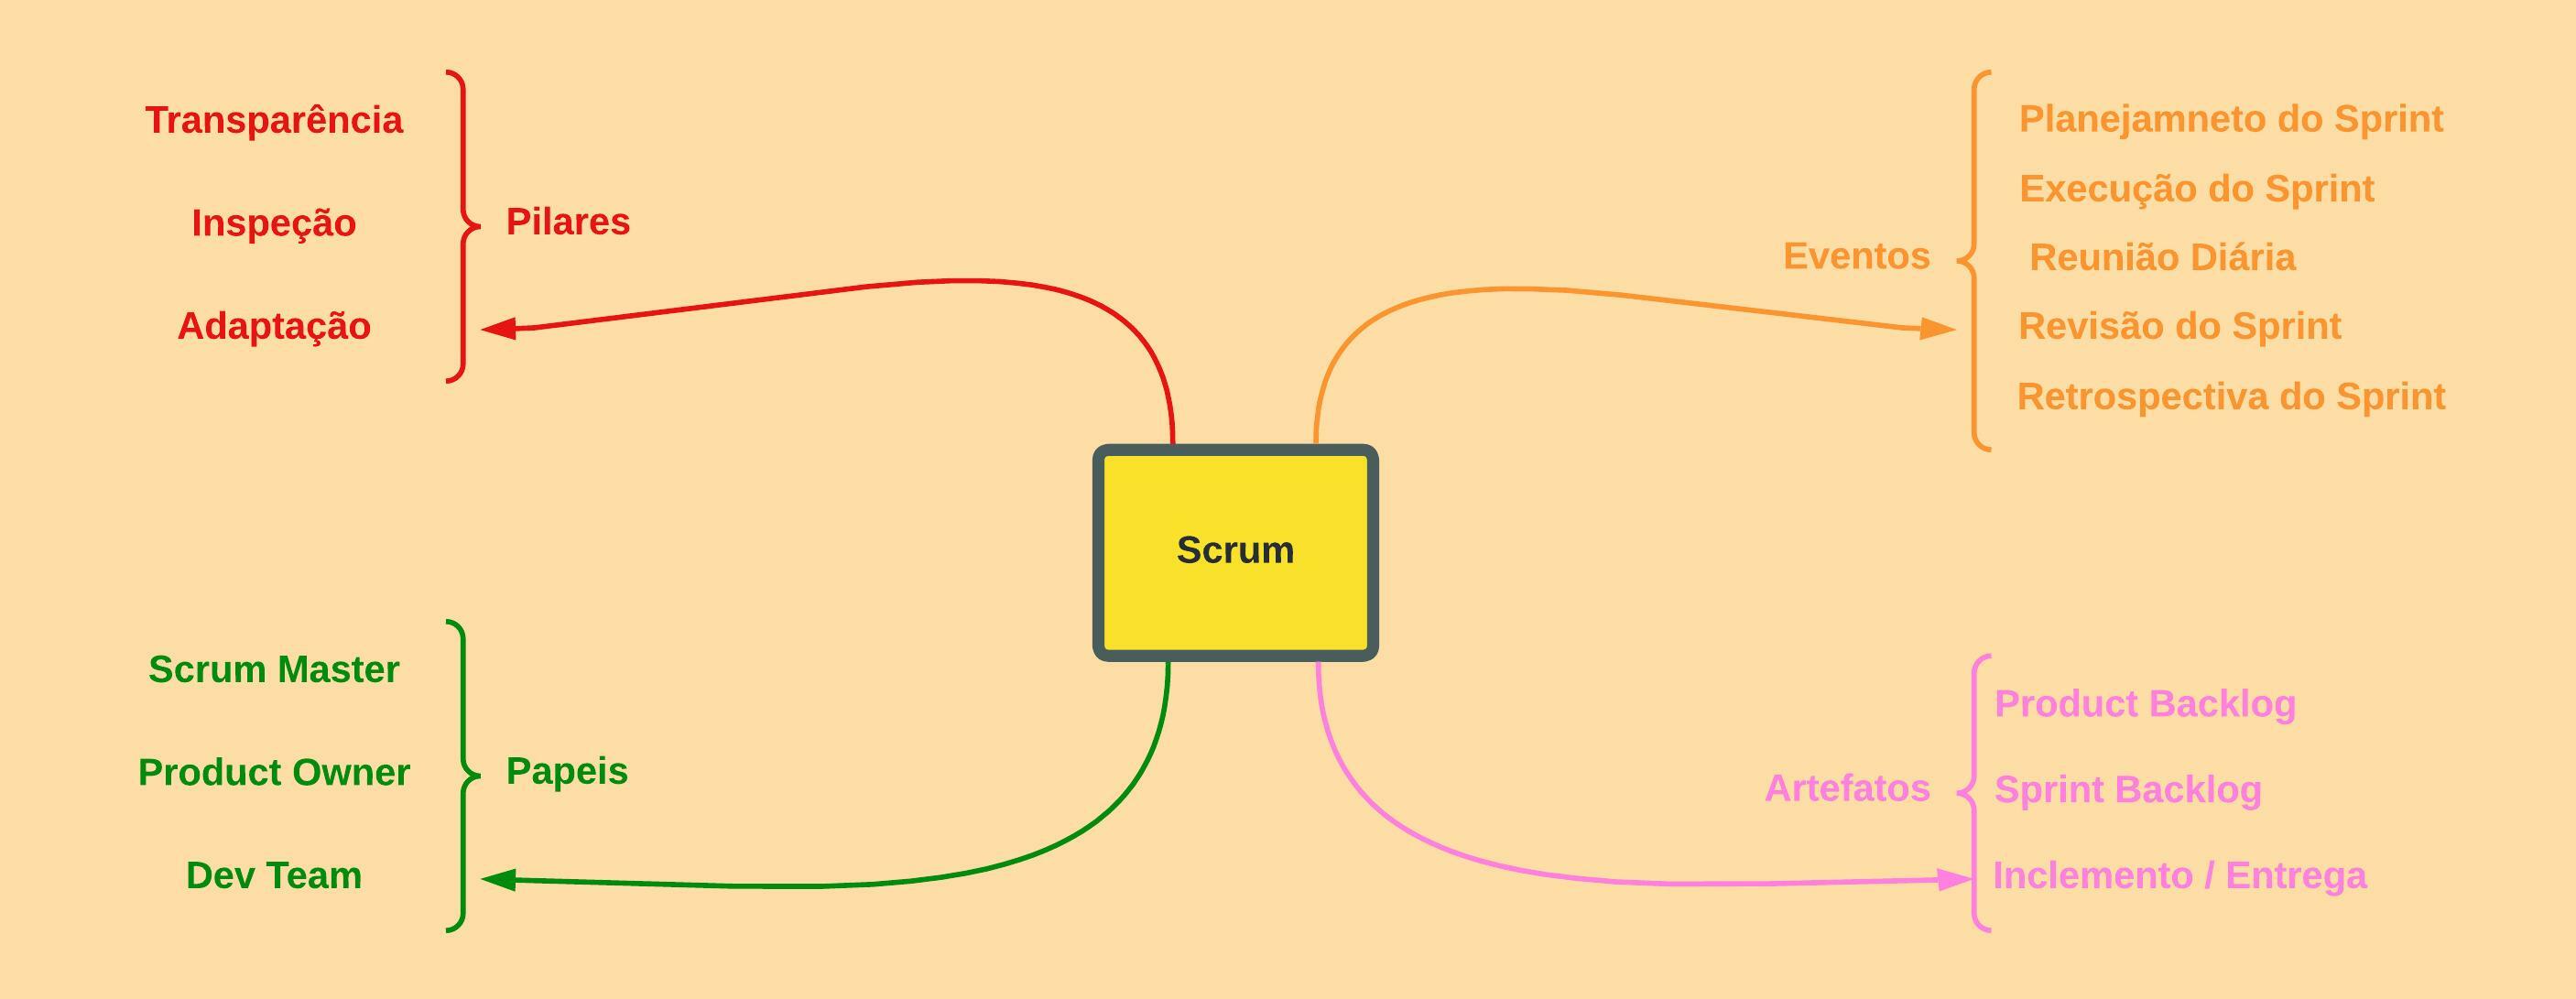 Transparência
Inspeção
Adaptação
Pilares
Eventos
Planejamneto do Sprint
Execução do Sprint
Reunião Diária
Revisão do Sprint
Retrospectiva do Sprint
Scrum
Scrum Master
Product Owner
Dev Team
Papeis
Artefatos
Product Backlog
Sprint Backlog
Inclemento / Entrega